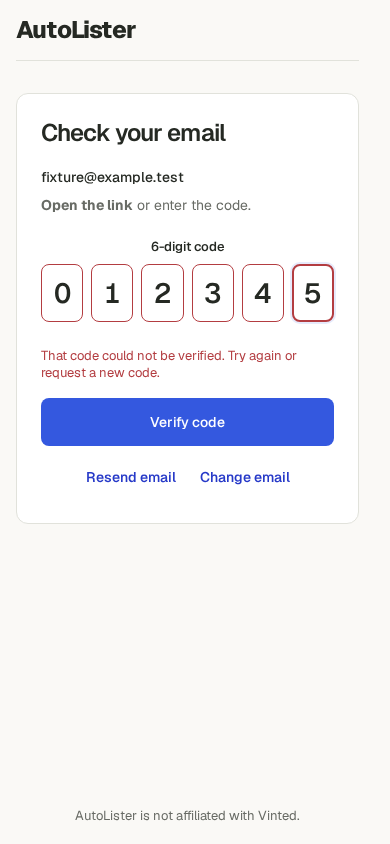 AutoLister
Check your email
fixture@example.test
Open the link or enter the code.
6-digit code
0 1 2 3 4 5
That code could not be verified. Try again or
request a new code.
Verify code
Resend email Change email
AutoLister is not affiliated with Vinted.